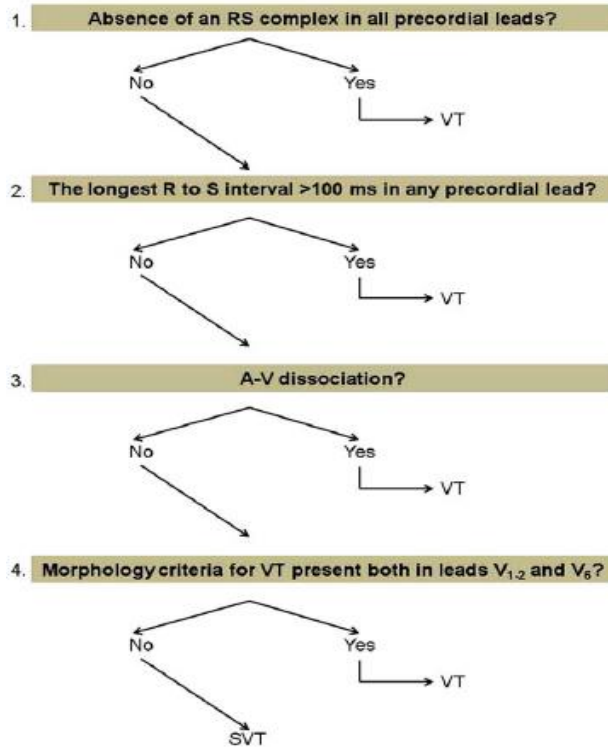 1. Absence of an RS complex in all precordial leads?
No Yes
VT
2. The longest R to S interval >100 ms in any precordial lead?
No Yes
VT
3. A-V dissociation?
No Yes
VT
4. Morphology criteria for VT present both in leads V1-2 and V6?
No Yes
VT
SVT